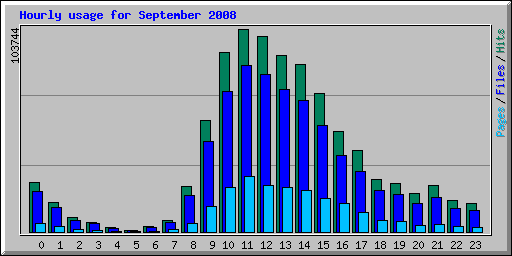 Hourly usage for September 2008
103744
Pages/Files/Hits
0 1 2 3 4 5 6 7 8 9 10 11 12 13 14 15 16 17 18 19 20 21 22 23